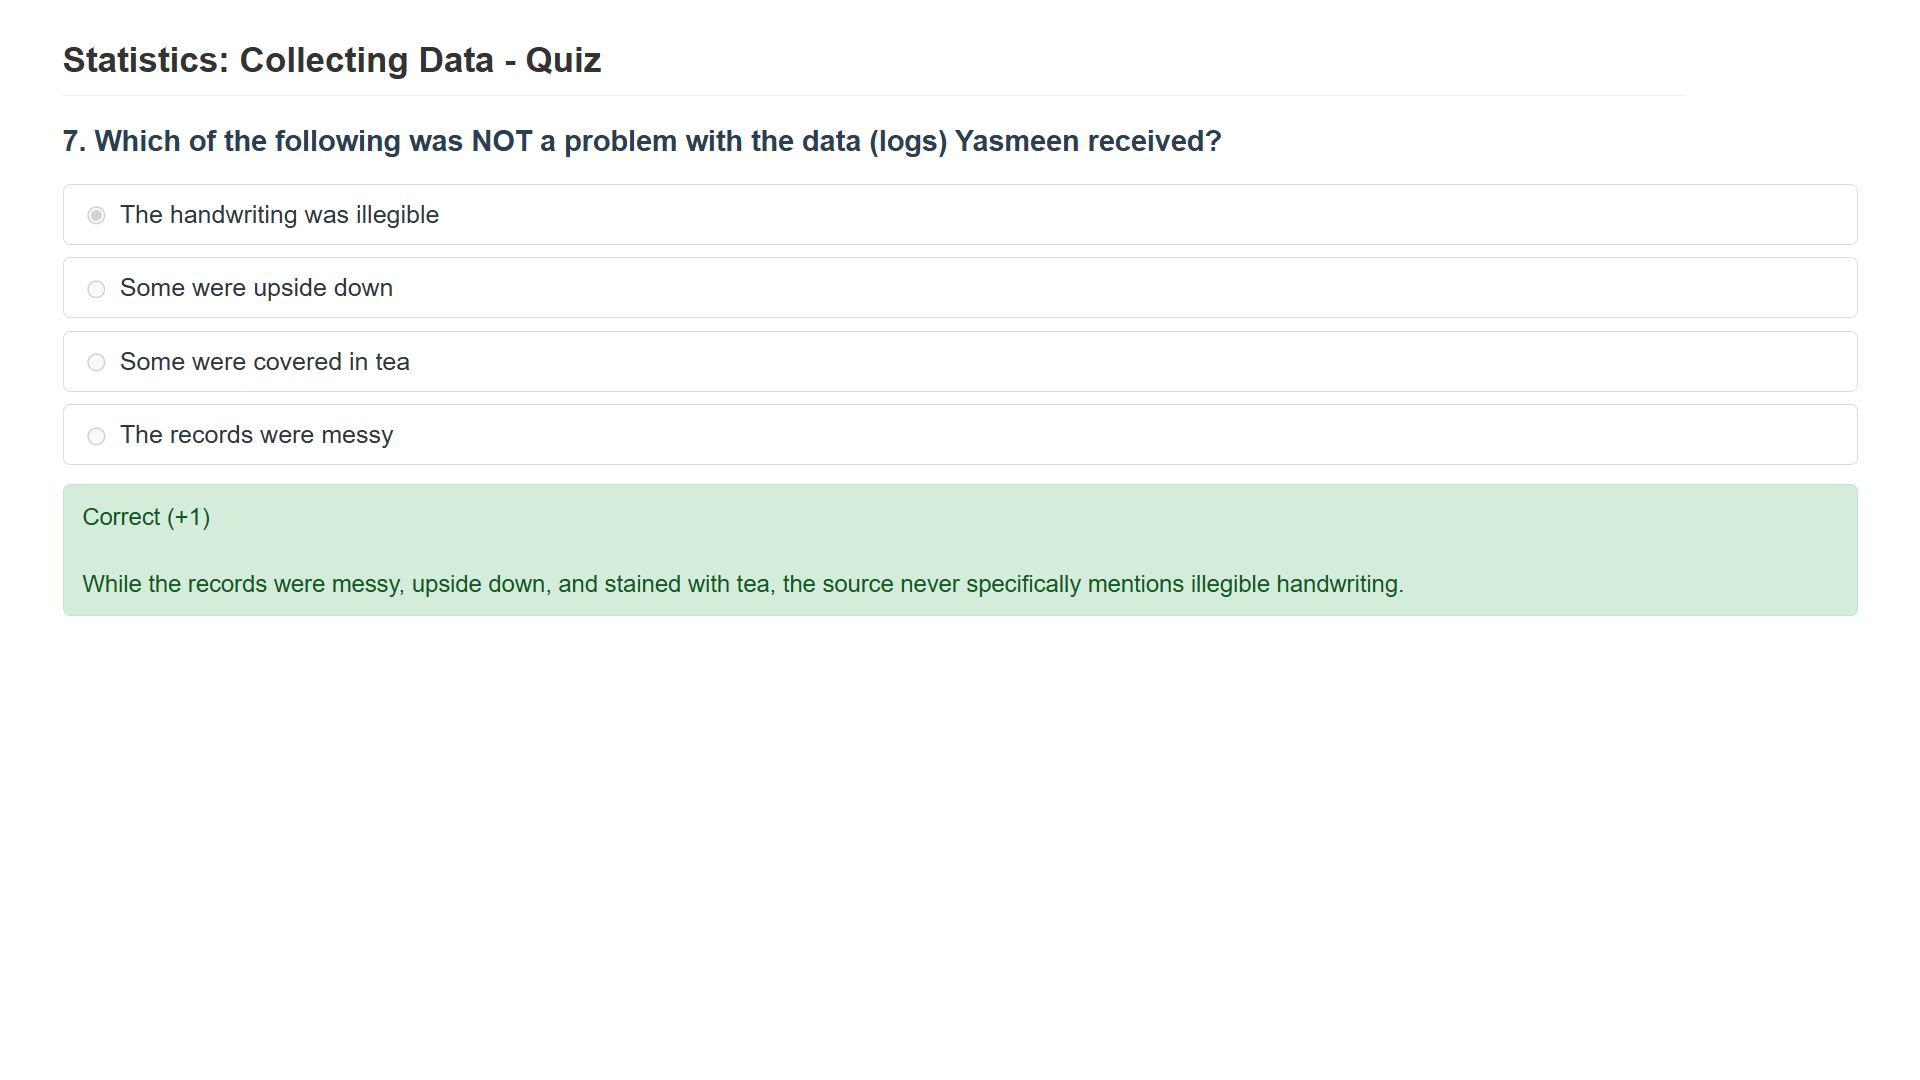 Statistics: Collecting Data - Quiz
7. Which of the following was NOT a problem with the data (logs) Yasmeen received?
The handwriting was illegible
Some were upside down
Some were covered in tea
The records were messy
Correct (+1)
While the records were messy, upside down, and stained with tea, the source never specifically mentions illegible handwriting.